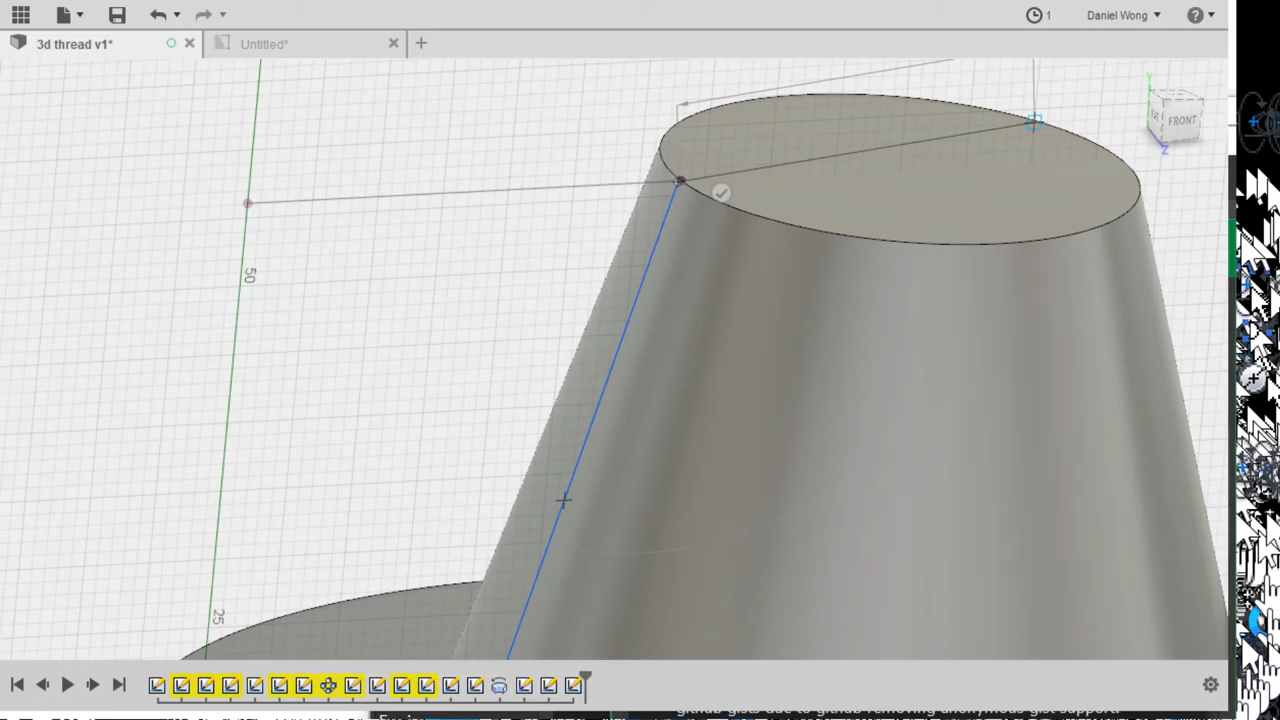 1
Daniel Wong
3d thread v1*
Untitled*
FRONT
Y
Z
50
25